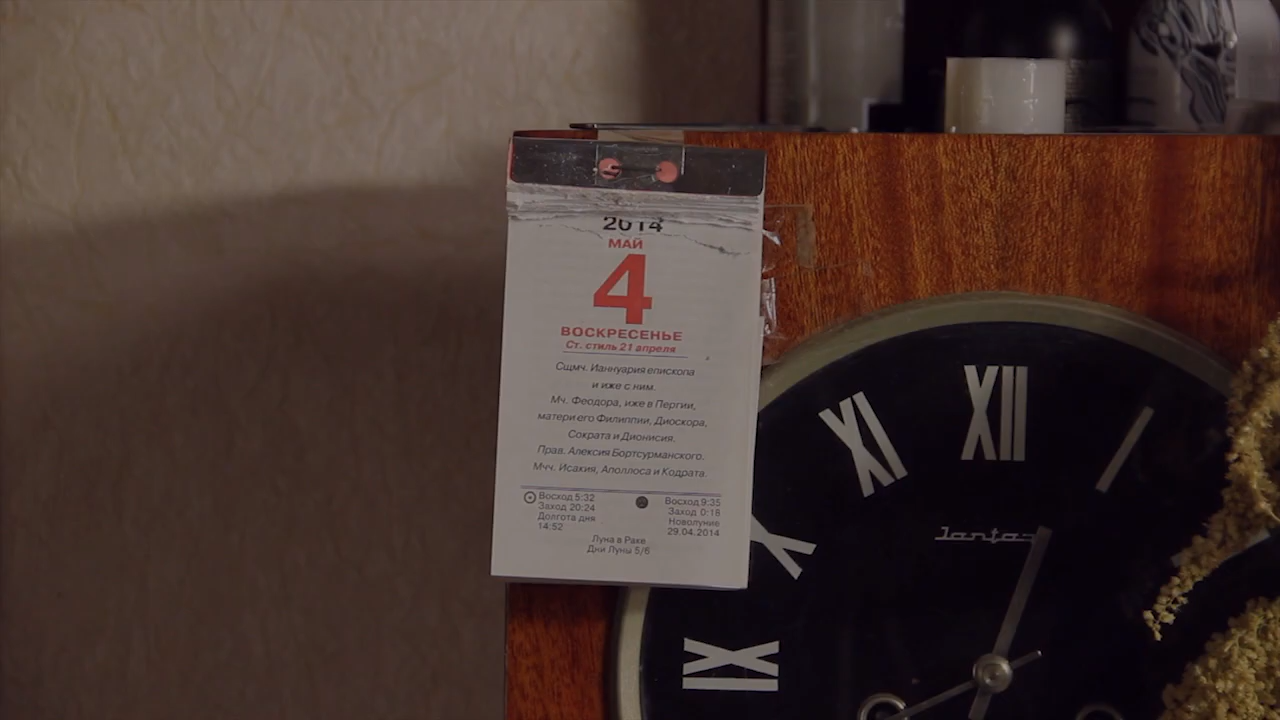 2014
МАЙ
4
ВОСКРЕСЕНЬЕ
Ст. стиль 21 апреля
Сщмч. Ианнуария епископа
и иже с ним.
Мч. Феодора, иже в Пергии,
матери его Филиппии, Диоскора,
Сократа и Дионисия.
Прав. Алексия Бортсурманского.
Мчч. Исакия, Аполлоса и Кодрата.
Восход 5:32
Заход 20:24
Долгота дня
14:52
Восход 9:35
Заход 0:18
Новолуние
29.04.2014
Луна в Раке
Дни Луны 5/6
XII
XI
I
X
IX